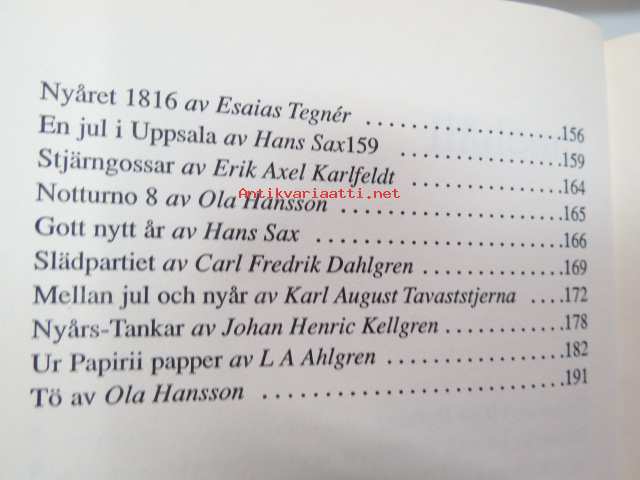 Nyåret 1816 av Esaias Tegnér ........................156
En jul i Uppsala av Hans Sax159 ........................159
Stjärngossar av Erik Axel Karlfeldt ........................164
Antikvariaatti.net
Notturno 8 av Ola Hansson ........................165
Gott nytt år av Hans Sax ........................166
Slädpartiet av Carl Fredrik Dahlgren ........................169
Mellan jul och nyår av Karl August Tavaststjerna ....172
Nyårs-Tankar av Johan Henric Kellgren ................178
Ur Papirii papper av L A Ahlgren ........................182
Tö av Ola Hansson ................................191